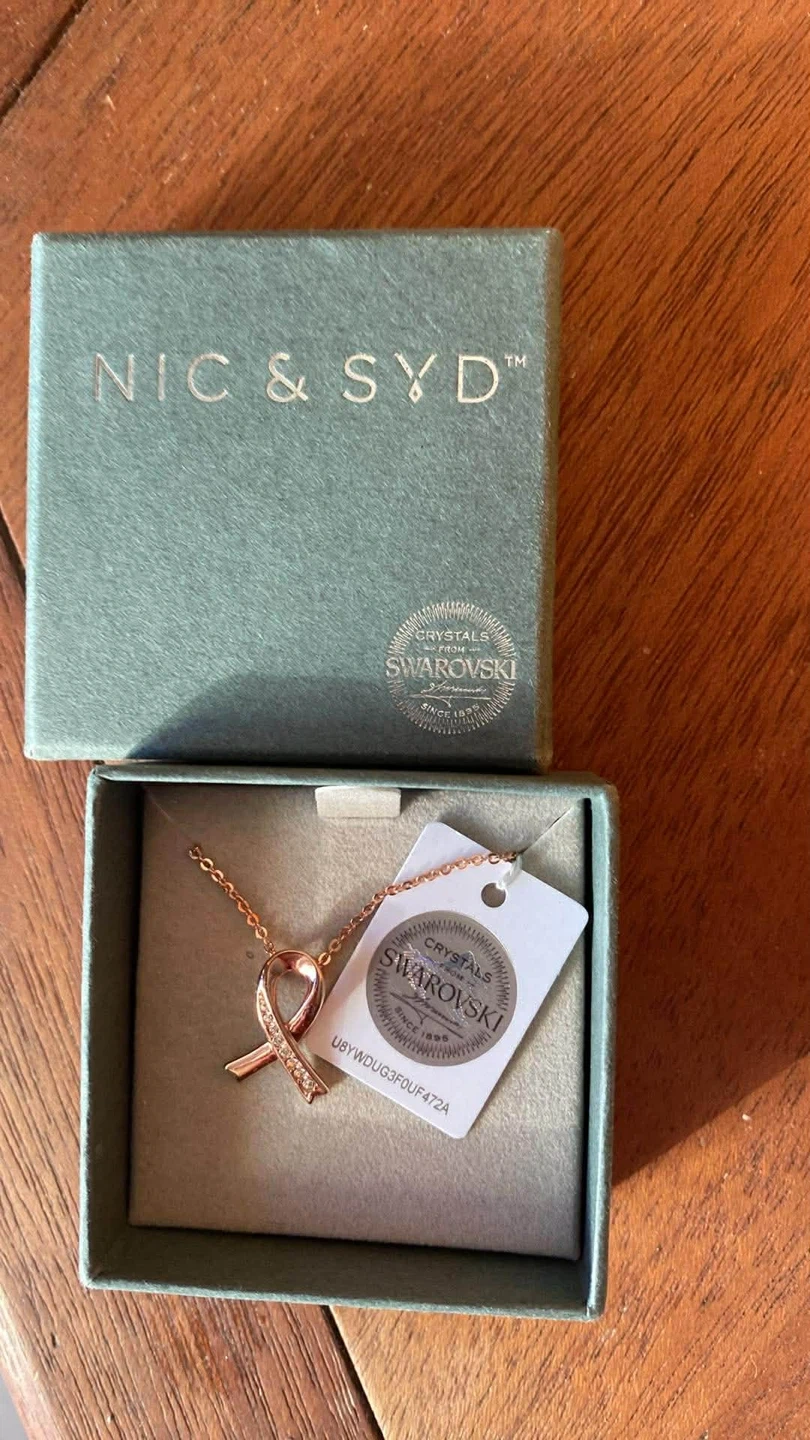 NIC & SYD™
CRYSTALS
FROM
SWAROVSKI
SINCE 1895
CRYSTALS
FROM
SWAROVSKI
SINCE 1895
U8YWDUG3F0UF472A